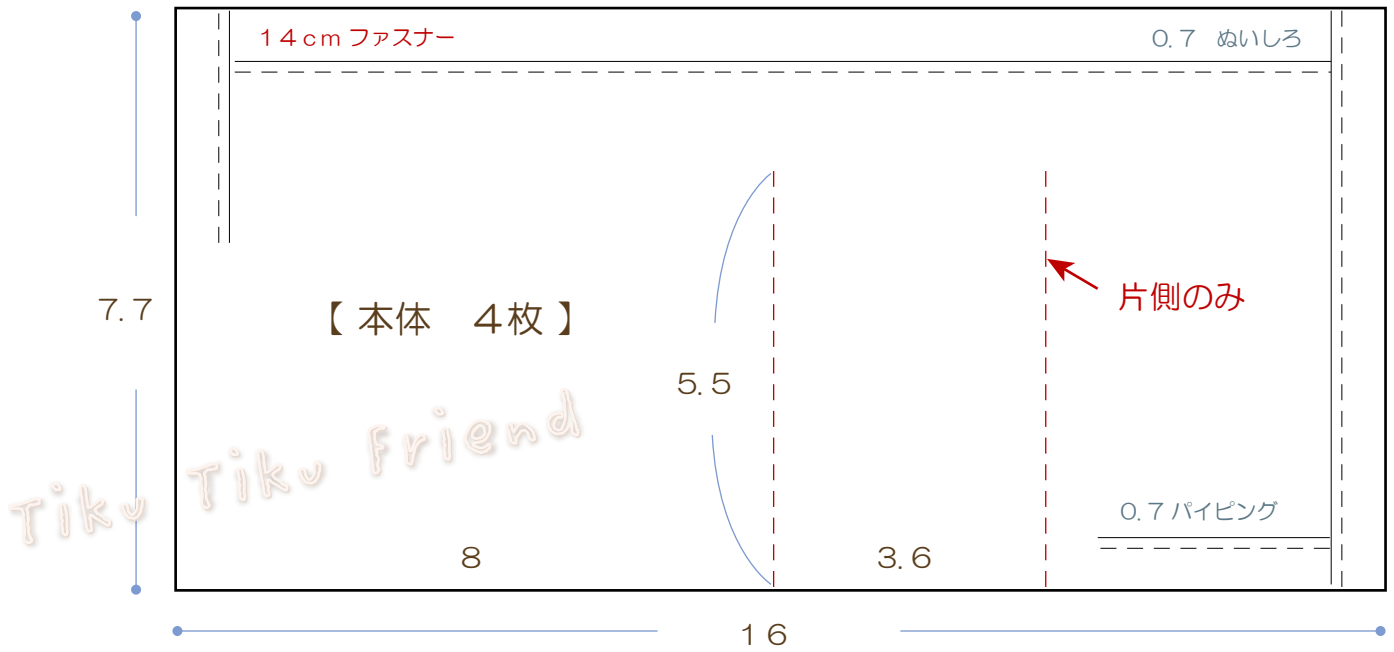 １４ｃｍ ファスナー
０.７　ぬいしろ
片側のみ
７.７
【 本体　４枚 】
５.５
Tiku Tiku Friend
０.７ パイピング
８
３.６
１６